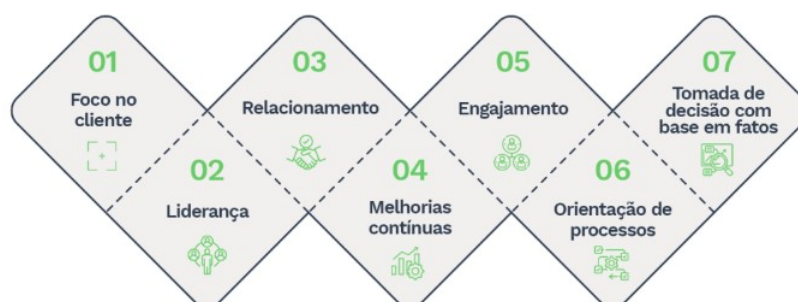 01
Foco no
cliente
02
Liderança
03
Relacionamento
04
Melhorias
contínuas
05
Engajamento
06
Orientação de
processos
07
Tomada de
decisão com
base em fatos